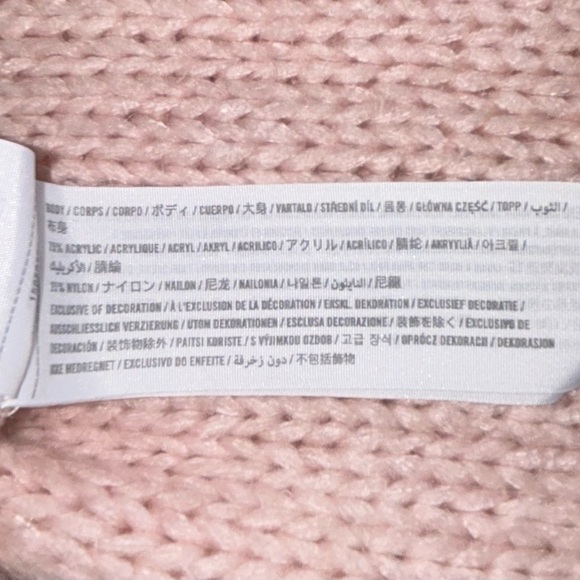 BODY / CORPS / CORPO / ボディ / CUERPO / 大身 / VARTALO / STŘEDNÍ DÍL / 몸통 / GŁÓWNA CZĘŚĆ / TOPP / الثوب /
布身
ACRYLIC / ACRYLIQUE / ACRYL / AKRYL / ACRILICO / アクリル / ACRÍLICO / 腈纶 / AKRYYLIÄ / 아크릴 /
الأكريليك / 腈綸
NYLON / ナイロン / NAILON / 尼龙 / NAILONIA / 나일론 / النايلون / 尼龍
EXCLUSIVE OF DECORATION / À L'EXCLUSION DE LA DÉCORATION / EKSKL. DEKORATION / EXCLUSIEF DECORATIE /
AUSSCHLIESSLICH VERZIERUNG / UTOM DEKORATIONEN / ESCLUSA DECORAZIONE / 装飾を除く / EXCLUSIVO DE
DECORACIÓN / 装饰物除外 / PAITSI KORISTE / S VÝJIMKOU OZDOB / 고급 장식 / OPRÓCZ DEKORACJI / DEKORASJON
IKKE MEDREGNET / EXCLUSIVO DO ENFEITE / دون زخرفة / 不包括飾物